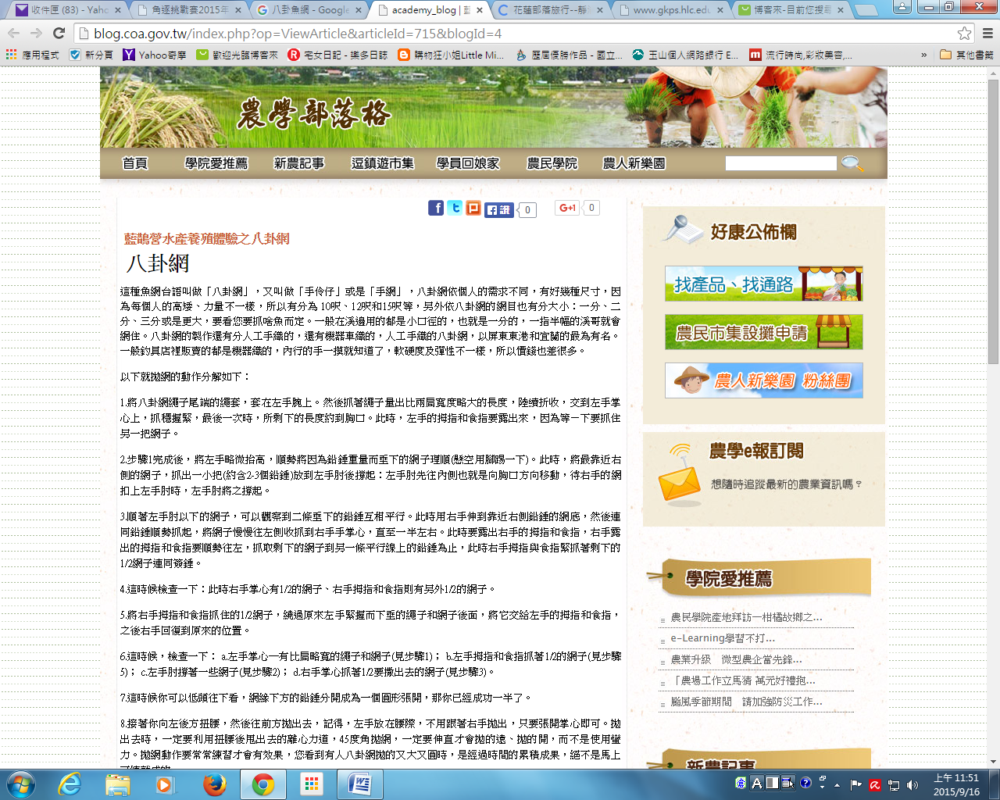 收件匣 (83) - Yaho
角逐挑戰賽2015年
八卦魚網 - Google
academy_blog | 
花蓮部落旅行--靜
www.gkps.hlc.edu
博客來-目前您搜尋
blog.coa.gov.tw/index.php?op=ViewArticle&articleId=715&blogId=4
應用程式 新分頁 Yahoo奇摩 歡迎光臨博客來 宅女日記 - 樂多日誌 購物狂小姐Little Mi... 歷屆優勝作品 - 國立... 玉山個人網路銀行 E... 流行時尚,彩妝美容,... » 其他書籤
農學部落格
首頁 學院愛推薦 新農記事 逗鎮遊市集 學員回娘家 農民學院 農人新樂園
讚 0 G+1 0
藍鵲營水產養殖體驗之八卦網
八卦網
這種魚網台語叫做「八卦網」，又叫做「手伶仔」或是「手網」，八卦網依個人的需求不同，有好幾種尺寸，因
為每個人的高矮、力量不一樣，所以有分為 10呎、12呎和15呎等，另外依八卦網的網目也有分大小：一分、二
分、三分或是更大，要看您要抓啥魚而定。一般在溪邊用的都是小口徑的，也就是一分的，一指半幅的溪哥就會
網住。八卦網的製作還有分人工手織的，還有機器車織的，人工手織的八卦網，以屏東東港和宜蘭的最為有名。
一般釣具店裡販賣的都是機器織的，內行的手一摸就知道了，軟硬度及彈性不一樣，所以價錢也差很多。
以下就拋網的動作分解如下：
1.將八卦網繩子尾端的繩套，套在左手腕上。然後抓著繩子量出比兩肩寬度略大的長度，陸續折收，交到左手掌
心上，抓穩握緊，最後一次時，所剩下的長度約到胸口。此時，左手的拇指和食指要露出來，因為等一下要抓住
另一把網子。
2.步驟1完成後，將左手略微抬高，順勢將因為鉛錘重量而垂下的網子理順(懸空用腳踢一下)。此時，將最靠近右
側的網子，抓出一小把(約含2-3個鉛錘)放到左手肘後撐起：左手肘先往內側也就是向胸口方向移動，待右手的網
扣上左手肘時，左手肘將之撐起。
3.順著左手肘以下的網子，可以觀察到二條垂下的鉛錘互相平行。此時用右手伸到靠近右側鉛錘的網底，然後連
同鉛錘順勢抓起，將網子慢慢往左側收抓到右手手掌心，直至一半左右。此時要露出右手的拇指和食指，右手露
出的拇指和食指要順勢往左，抓取剩下的網子到另一條平行線上的鉛錘為止，此時右手拇指與食指緊抓著剩下的
1/2網子連同簽錘。
4.這時候檢查一下：此時右手掌心有1/2的網子、右手拇指和食指則有另外1/2的網子。
5.將右手拇指和食指抓住的1/2網子，繞過原來左手緊握而下垂的繩子和網子後面，將它交給左手的拇指和食指，
之後右手回復到原來的位置。
6.這時候，檢查一下： a.左手掌心一有比肩略寬的繩子和網子(見步驟1)； b.左手拇指和食指抓著1/2的網子(見步驟
5)； c.左手肘撐著一些網子(見步驟2)； d.右手掌心抓著1/2要撒出去的網子(見步驟3)。
7.這時候你可以低頭往下看，網緣下方的鉛錘分開成為一個圓形張開，那你已經成功一半了。
8.接著你向左後方扭腰，然後往前方拋出去，記得，左手放在腰際，不用跟著右手拋出，只要張開掌心即可。拋
出去時，一定要利用扭腰後甩出去的離心力道，45度角拋網，一定要伸直才會拋的遠、拋的開，而不是使用蠻
力。拋網動作要常常練習才會有效果，您看到有人八卦網拋的又大又圓時，是經過時間的累積成果，絕不是馬上
好康公佈欄
找產品、找通路
農民市集設攤申請
農人新樂園 粉絲團
農學e報訂閱
想隨時追蹤最新的農業資訊嗎？
學院愛推薦
農民學院產地拜訪一柑橘故鄉之...
e-Learning學習不打...
農業升級　微型農企當先鋒...
「農場工作立馬猜 萬元好禮抱...
颱風季節期間　請加強防災工作...
新農記事
上午 11:51
2015/9/16